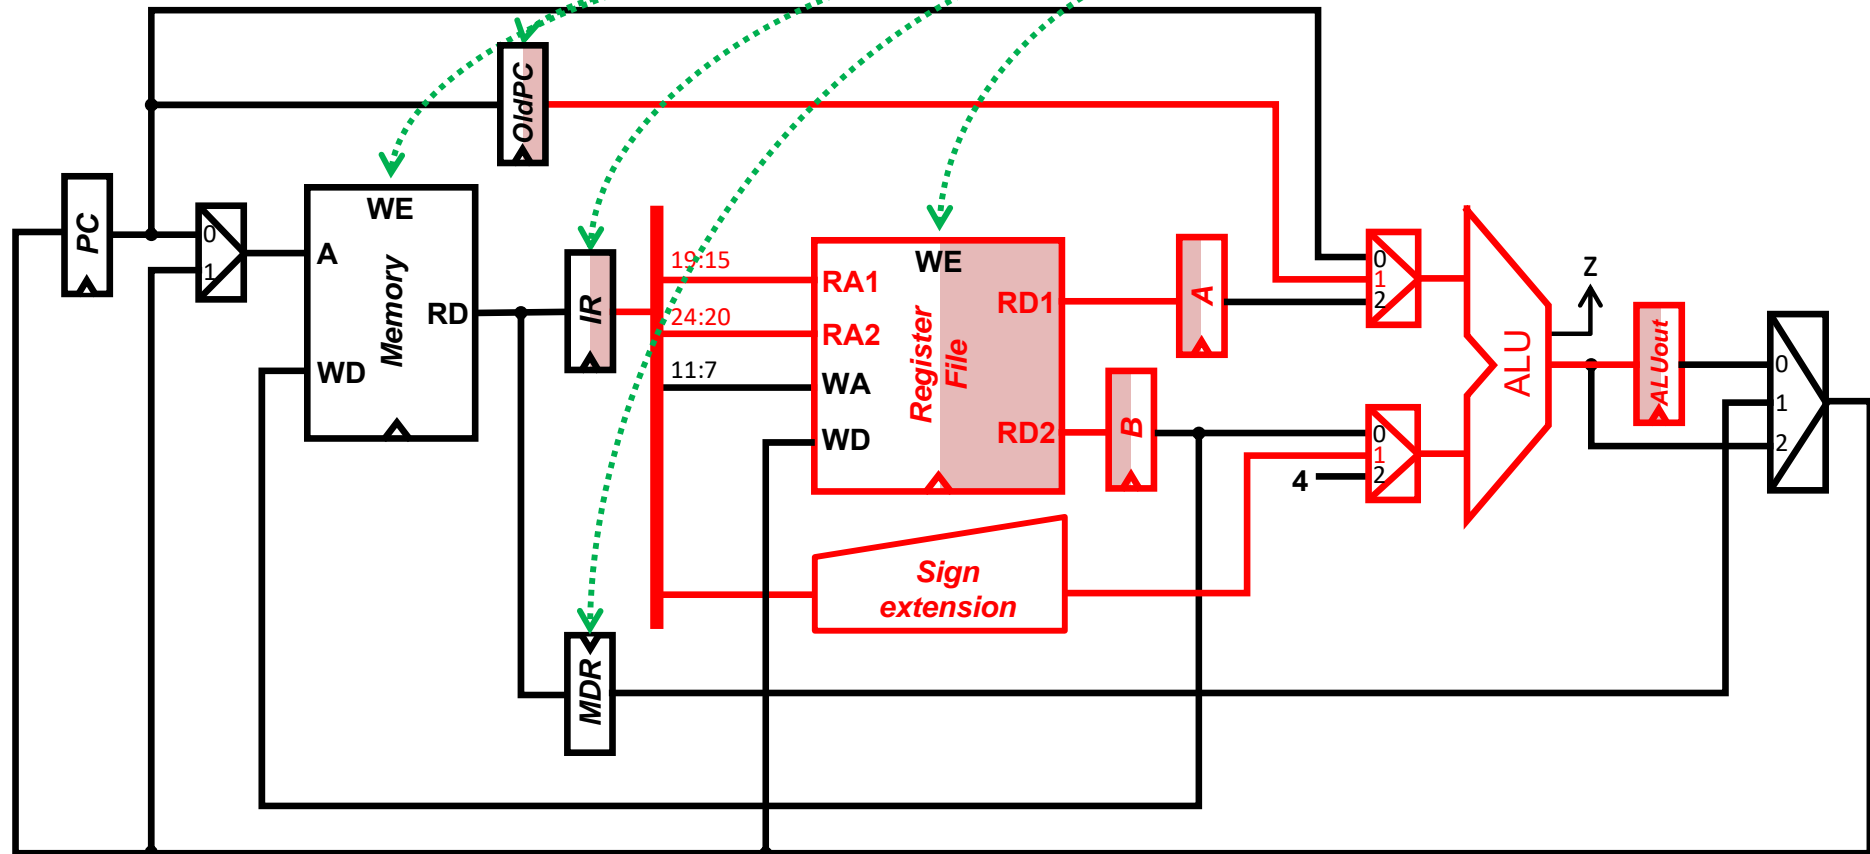 OldPC
PC
0
1
WE
A
Memory
RD
WD
IR
19:15
24:20
11:7
WE
RA1
RA2
WA
WD
Register
File
RD1
RD2
A
B
Sign
extension
MDR
0
1
2
0
1
2
4
ALU
Z
ALUout
0
1
2